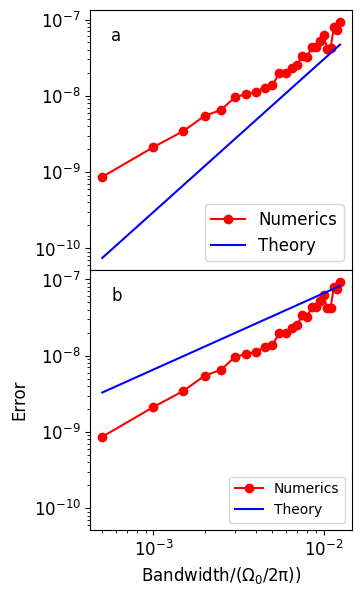 10⁻⁷
a
10⁻⁸
10⁻⁹
10⁻¹⁰
Numerics
Theory
10⁻⁷
b
10⁻⁸
10⁻⁹
10⁻¹⁰
Error
Numerics
Theory
10⁻³ 10⁻²
Bandwidth/(Ω₀/2π))